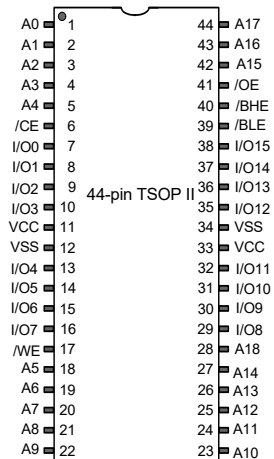 A0 1 44 A17
A1 2 43 A16
A2 3 42 A15
A3 4 41 /OE
A4 5 40 /BHE
/CE 6 39 /BLE
I/O0 7 38 I/O15
I/O1 8 37 I/O14
I/O2 9 44-pin TSOP II 36 I/O13
I/O3 10 35 I/O12
VCC 11 34 VSS
VSS 12 33 VCC
I/O4 13 32 I/O11
I/O5 14 31 I/O10
I/O6 15 30 I/O9
I/O7 16 29 I/O8
/WE 17 28 A18
A5 18 27 A14
A6 19 26 A13
A7 20 25 A12
A8 21 24 A11
A9 22 23 A10